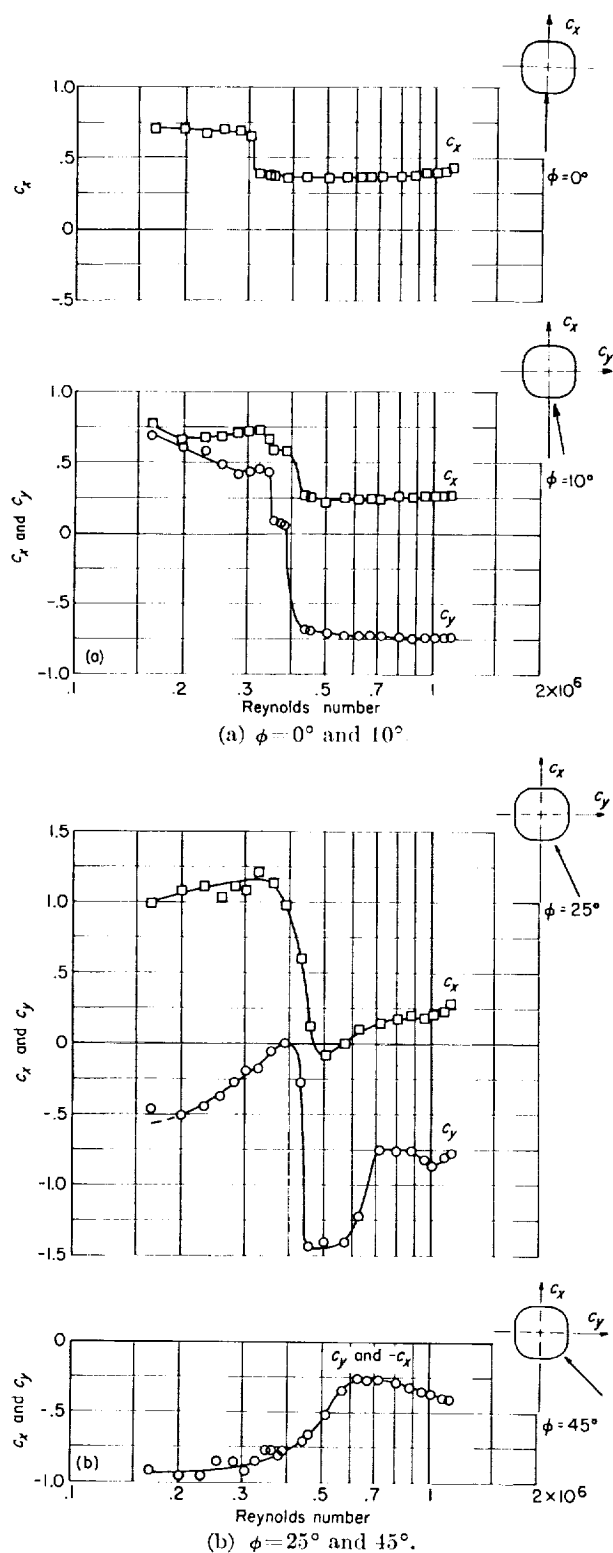 c_x
1.0
.5
0
-.5
c_x
c_x
ϕ=0°
c_x
c_y
1.0
.5
0
-.5
-1.0
c_x and c_y
c_x
c_y
ϕ=10°
(a)
.1 .2 .3 .5 .7 1 2×10⁶
Reynolds number
(a) ϕ=0° and 10°.
c_x
c_y
1.5
1.0
.5
0
-.5
-1.0
-1.5
c_x and c_y
c_x
c_y
ϕ=25°
c_x
c_y
0
-.5
-1.0
c_x and c_y
c_y and -c_x
ϕ=45°
(b)
.1 .2 .3 .5 .7 1 2×10⁶
Reynolds number
(b) ϕ=25° and 45°.